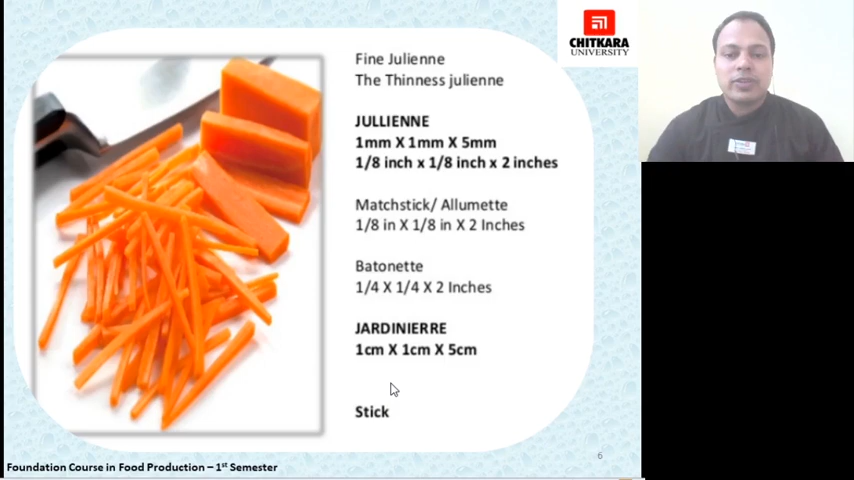 CHITKARA
UNIVERSITY
Fine Julienne
The Thinness julienne
JULLIENNE
1mm X 1mm X 5mm
1/8 inch x 1/8 inch x 2 inches
Matchstick/ Allumette
1/8 in X 1/8 in X 2 Inches
Batonette
1/4 X 1/4 X 2 Inches
JARDINIERRE
1cm X 1cm X 5cm
Stick
6
Foundation Course in Food Production – 1st Semester